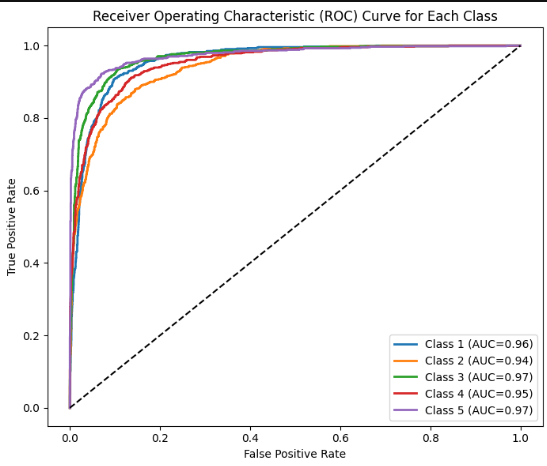 Receiver Operating Characteristic (ROC) Curve for Each Class
1.0
0.8
0.6
0.4
0.2
0.0
True Positive Rate
0.0 0.2 0.4 0.6 0.8 1.0
False Positive Rate
Class 1 (AUC=0.96)
Class 2 (AUC=0.94)
Class 3 (AUC=0.97)
Class 4 (AUC=0.95)
Class 5 (AUC=0.97)